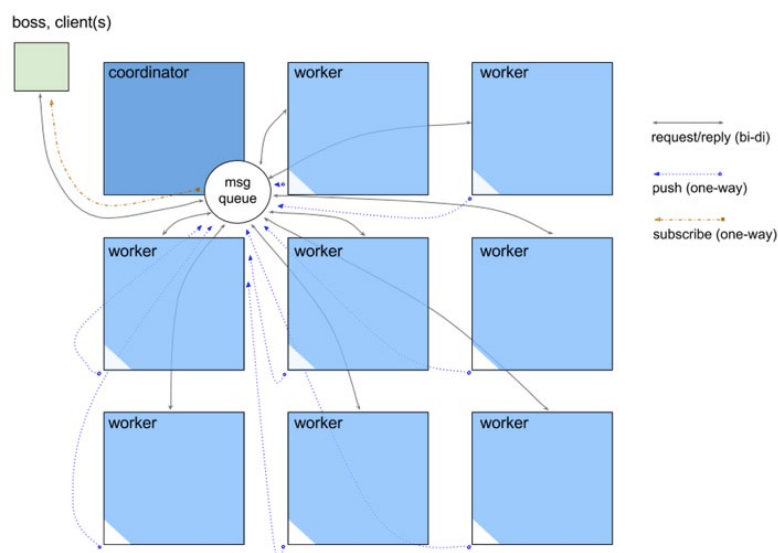 boss, client(s)
coordinator
worker
worker
request/reply (bi-di)
msg
queue
push (one-way)
subscribe (one-way)
worker
worker
worker
worker
worker
worker